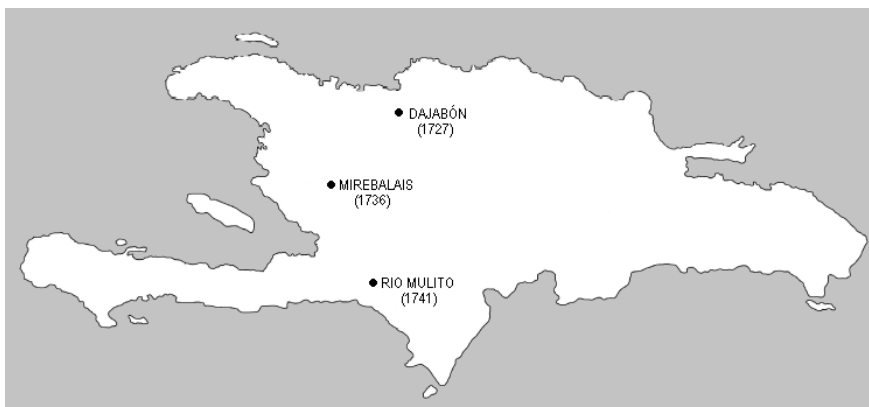 DAJABÓN
(1727)
MIREBALAIS
(1736)
RIO MULITO
(1741)